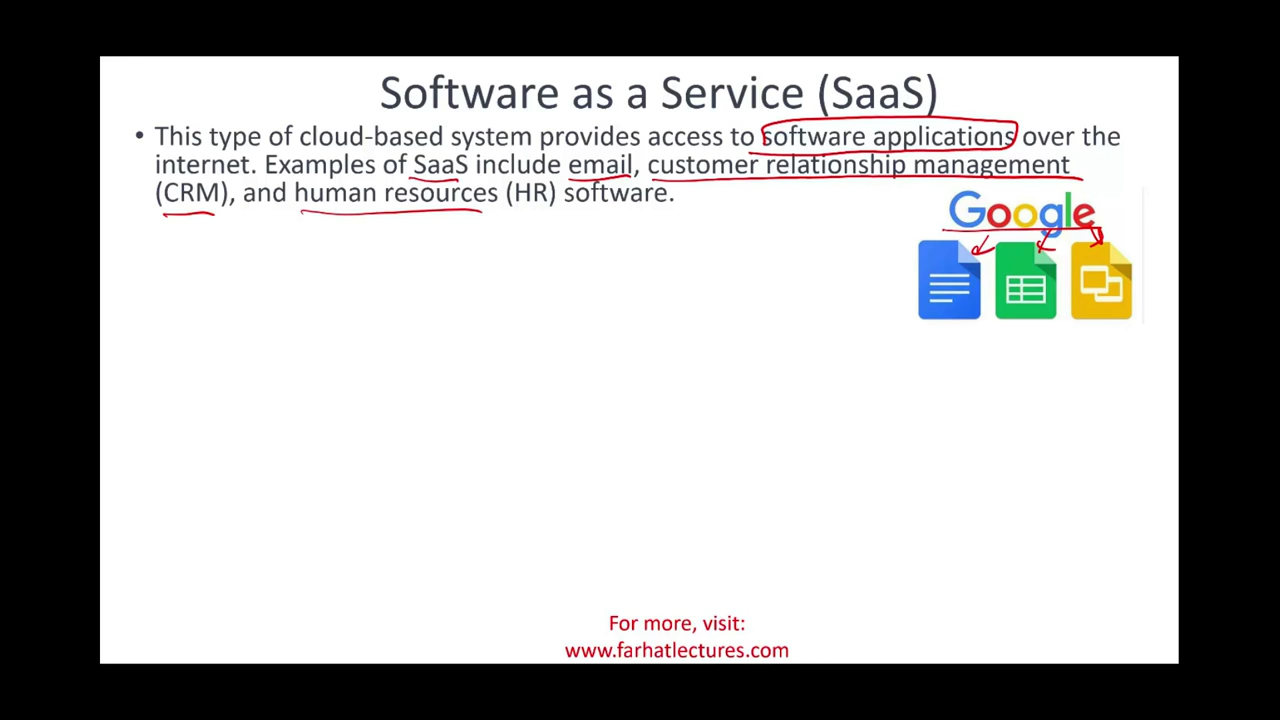 Software as a Service (SaaS)
• This type of cloud-based system provides access to software applications over the
internet. Examples of SaaS include email, customer relationship management
(CRM), and human resources (HR) software.
Google
For more, visit:
www.farhatlectures.com